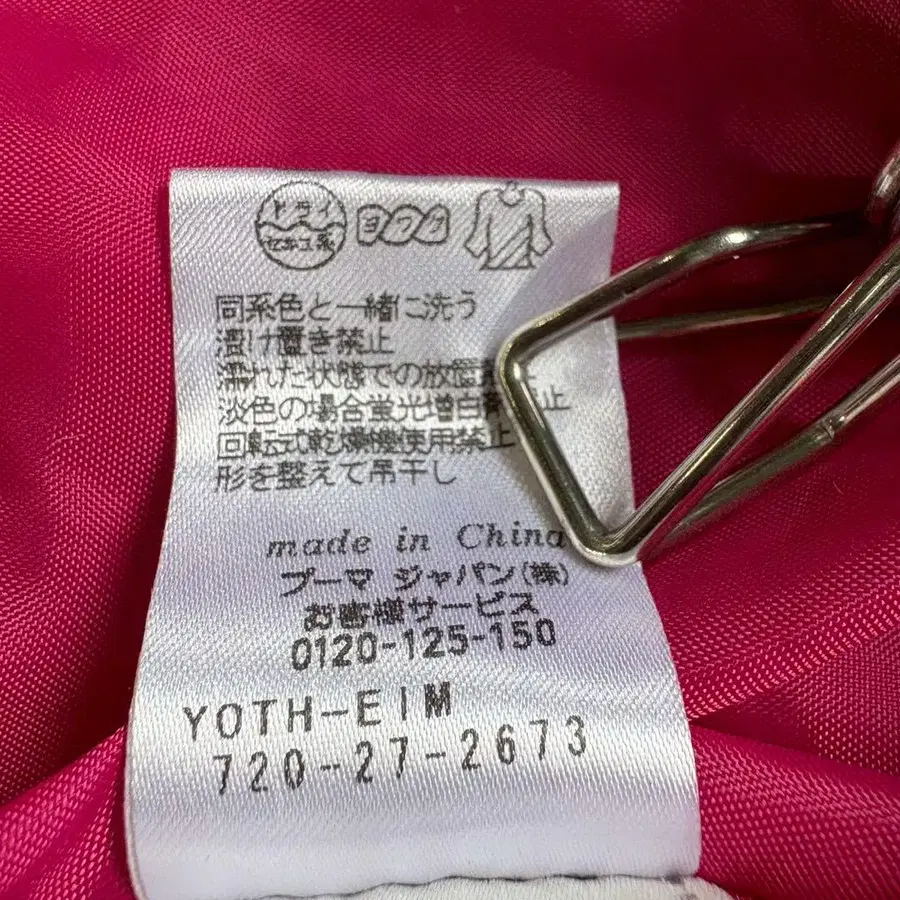 ドライ
セキユ系
ヨワク
同系色と一緒に洗う
浸け置き禁止
濡れた状態での放置禁止
淡色の場合蛍光増白剤禁止
回転式乾燥機使用禁止
形を整えて吊干し
made in China
プーマ ジャパン(株)
お客様サービス
0120-125-150
YOTH-EIM
720-27-2673